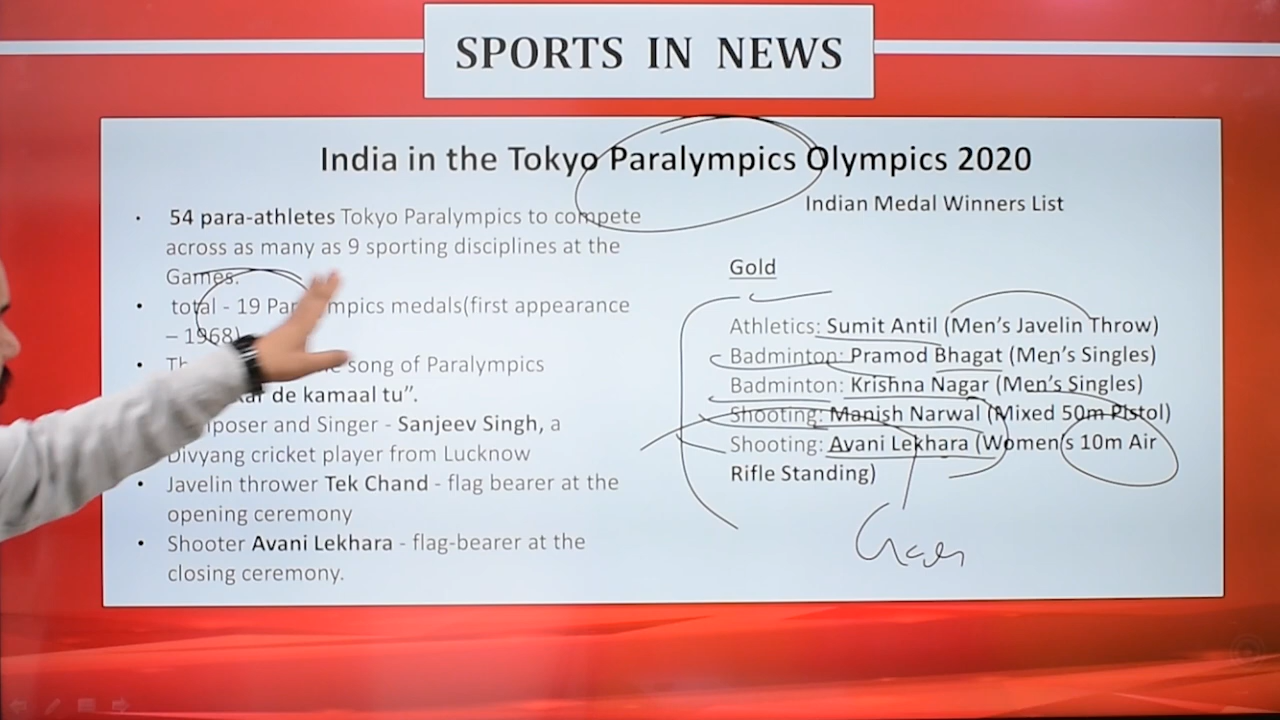 SPORTS IN NEWS
India in the Tokyo Paralympics Olympics 2020
• 54 para-athletes Tokyo Paralympics to compete
across as many as 9 sporting disciplines at the
Games.
• total - 19 mpics medals(first appearance
– 1968)
• song of Paralympics
de kamaal tu”.
and Singer - Sanjeev Singh, a
Divyang cricket player from Lucknow
• Javelin thrower Tek Chand - flag bearer at the
opening ceremony
• Shooter Avani Lekhara - flag-bearer at the
closing ceremony.
Indian Medal Winners List
Gold
Athletics: Sumit Antil (Men’s Javelin Throw)
Badminton: Pramod Bhagat (Men’s Singles)
Badminton: Krishna Nagar (Men’s Singles)
Shooting: Manish Narwal (Mixed 50m Pistol)
Shooting: Avani Lekhara (Women’s 10m Air
Rifle Standing)